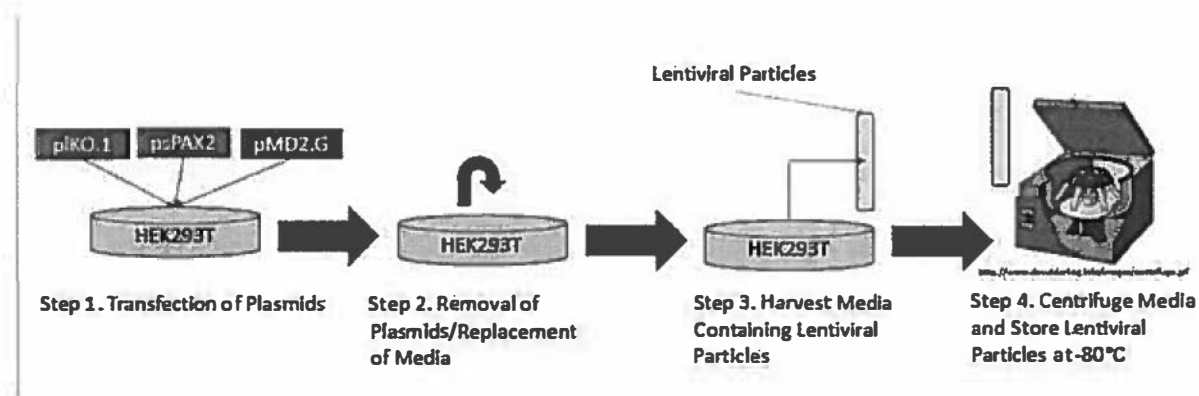 Lentiviral Particles
plKO.1
psPAX2
pMD2.G
HEK293T
HEK293T
HEK293T
Step 1. Transfection of Plasmids
Step 2. Removal of
Plasmids/Replacement
of Media
Step 3. Harvest Media
Containing Lentiviral
Particles
Step 4. Centrifuge Media
and Store Lentiviral
Particles at -80°C